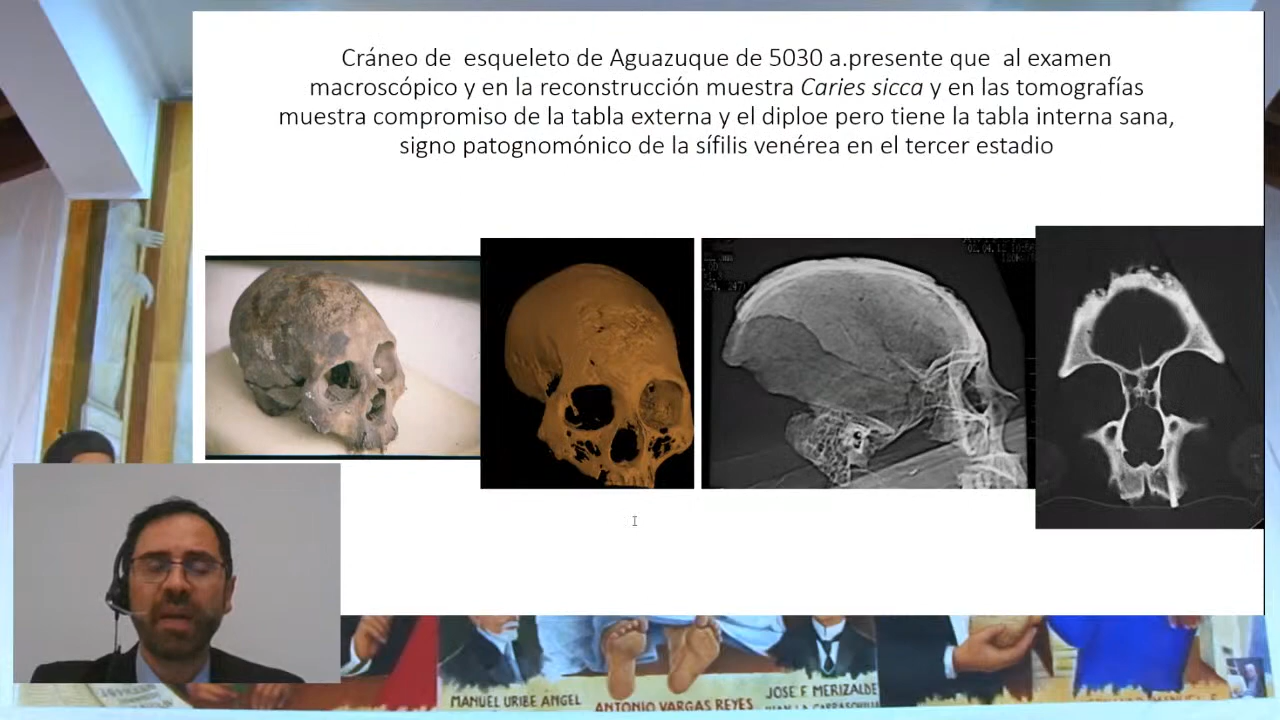 Cráneo de esqueleto de Aguazuque de 5030 a.presente que al examen
macroscópico y en la reconstrucción muestra Caries sicca y en las tomografías
muestra compromiso de la tabla externa y el diploe pero tiene la tabla interna sana,
signo patognomónico de la sífilis venérea en el tercer estadio
MANUEL URIBE ANGEL
ANTONIO VARGAS REYES
JOSE F. MERIZALDE